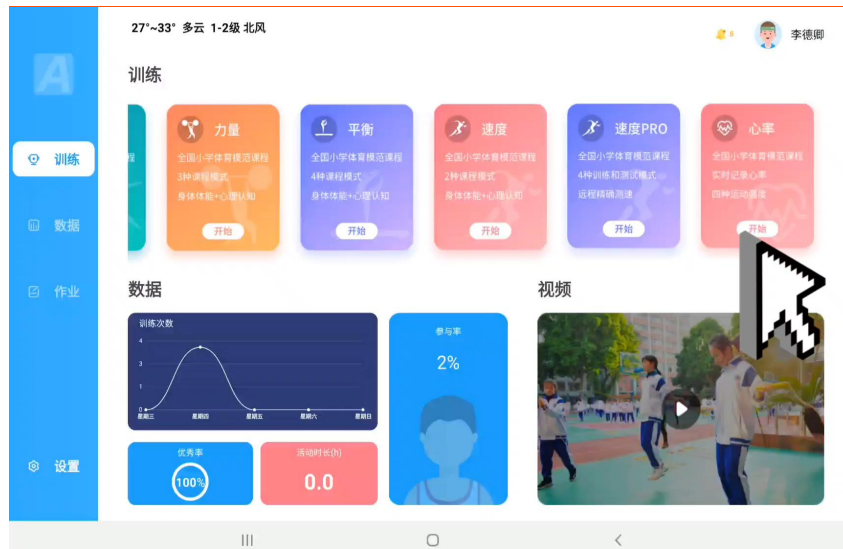 27°~33° 多云 1-2级 北风
李德卿
A
训练
数据
作业
设置
训练
程
力量
全国小学体育模范课程
3种课程模式
身体体能+心理认知
开始
平衡
全国小学体育模范课程
4种课程模式
身体体能+心理认知
开始
速度
全国小学体育模范课程
2种课程模式
身体体能+心理认知
开始
速度PRO
全国小学体育模范课程
4种训练和测试模式
远程精确测速
开始
心率
全国小学体育模范课程
实时记录心率
四种运动强度
开始
数据
训练次数
4
3
1
0
星期三 星期四 星期五 星期六 星期日
参与率
2%
优秀率
100%
活动时长(h)
0.0
视频